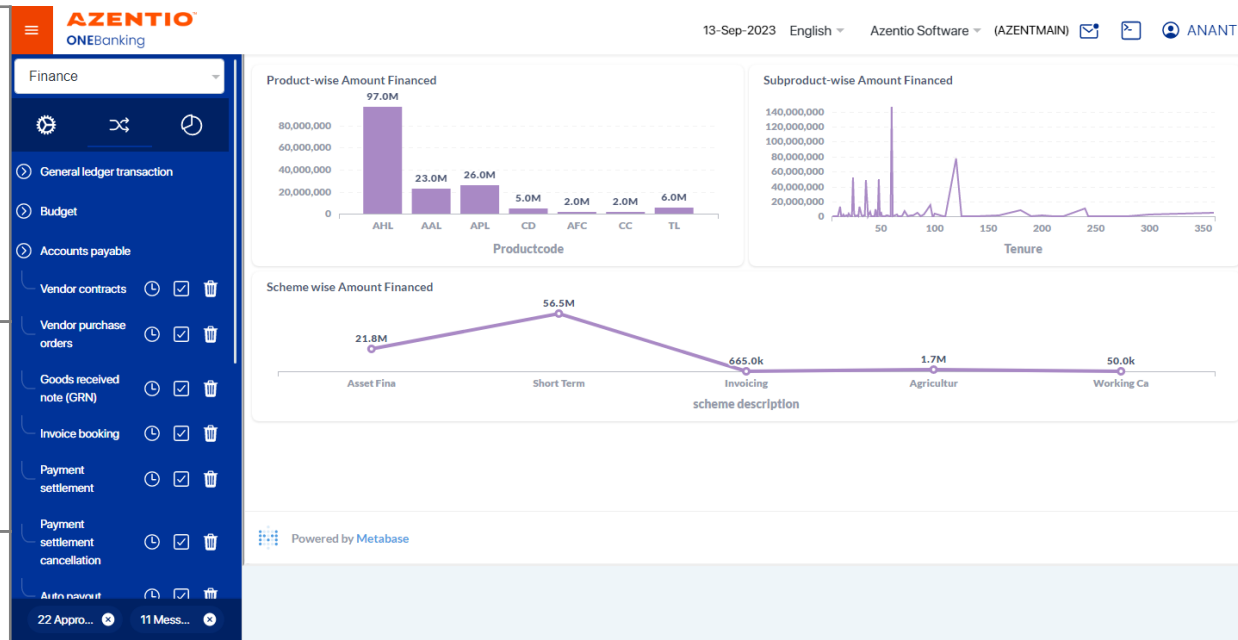 AZENTIO
ONEBanking
13-Sep-2023 English Azentio Software (AZENTMAIN) ANANT
Finance
General ledger transaction
Budget
Accounts payable
Vendor contracts
Vendor purchase
orders
Goods received
note (GRN)
Invoice booking
Payment
settlement
Payment
settlement
cancellation
Auto payout
22 Appro...
11 Mess...
Product-wise Amount Financed
97.0M
80,000,000
60,000,000
40,000,000
20,000,000
0
23.0M
26.0M
5.0M
2.0M
2.0M
6.0M
AHL AAL APL CD AFC CC TL
Productcode
Subproduct-wise Amount Financed
140,000,000
120,000,000
100,000,000
80,000,000
60,000,000
40,000,000
20,000,000
0
50 100 150 200 250 300 350
Tenure
Scheme wise Amount Financed
21.8M
56.5M
665.0k
1.7M
50.0k
Asset Fina Short Term Invoicing Agricultur Working Ca
scheme description
Powered by Metabase